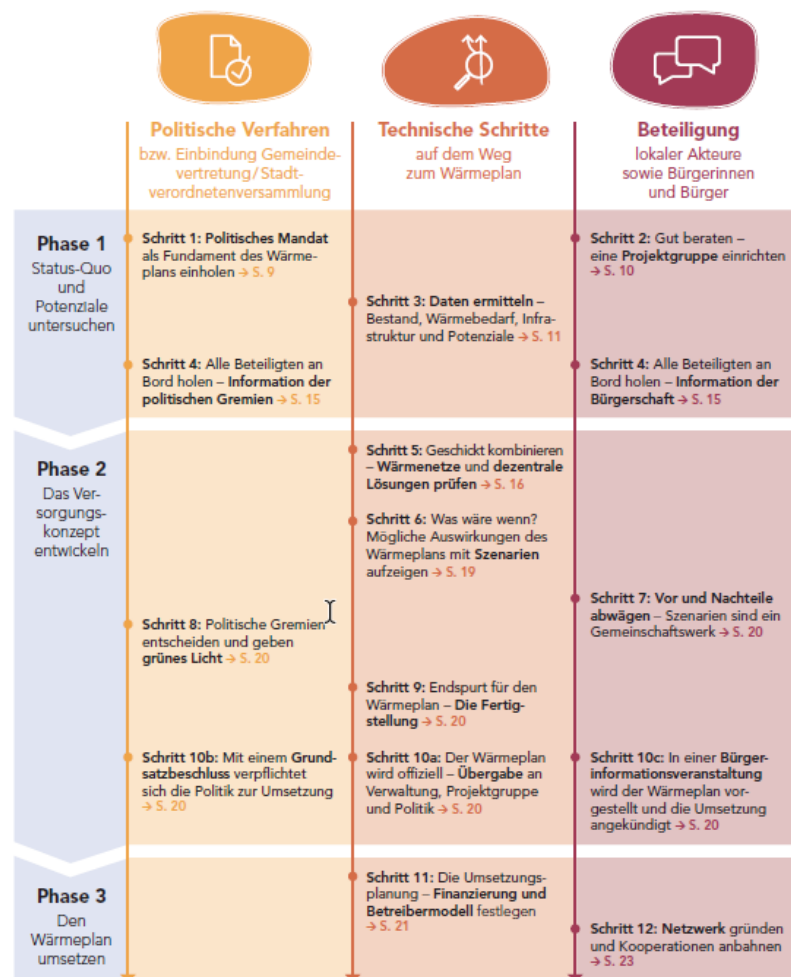 Politische Verfahren
bzw. Einbindung Gemeinde-
vertretung/Stadt-
verordnetenversammlung
Technische Schritte
auf dem Weg
zum Wärmeplan
Beteiligung
lokaler Akteure
sowie Bürgerinnen
und Bürger
Phase 1
Status-Quo
und
Potenziale
untersuchen
Schritt 1: Politisches Mandat
als Fundament des Wärme-
plans einholen → S. 9
Schritt 2: Gut beraten –
eine Projektgruppe einrichten
→ S. 10
Schritt 3: Daten ermitteln –
Bestand, Wärmebedarf, Infra-
struktur und Potenziale → S. 11
Schritt 4: Alle Beteiligten an
Bord holen – Information der
politischen Gremien → S. 15
Schritt 4: Alle Beteiligten an
Bord holen – Information der
Bürgerschaft → S. 15
Phase 2
Das Ver-
sorgungs-
konzept
entwickeln
Schritt 5: Geschickt kombinieren
– Wärmenetze und dezentrale
Lösungen prüfen → S. 16
Schritt 6: Was wäre wenn?
Mögliche Auswirkungen des
Wärmeplans mit Szenarien
aufzeigen → S. 19
Schritt 7: Vor und Nachteile
abwägen – Szenarien sind ein
Gemeinschaftswerk → S. 20
Schritt 8: Politische Gremien
entscheiden und geben
grünes Licht → S. 20
Schritt 9: Endspurt für den
Wärmeplan – Die Fertig-
stellung → S. 20
Schritt 10b: Mit einem Grund-
satzbeschluss verpflichtet
sich die Politik zur Umsetzung
→ S. 20
Schritt 10a: Der Wärmeplan
wird offiziell – Übergabe an
Verwaltung, Projektgruppe
und Politik → S. 20
Schritt 10c: In einer Bürger-
informationsveranstaltung
wird der Wärmeplan vor-
gestellt und die Umsetzung
angekündigt → S. 20
Phase 3
Den
Wärmeplan
umsetzen
Schritt 11: Die Umsetzungs-
planung – Finanzierung und
Betreibermodell festlegen
→ S. 21
Schritt 12: Netzwerk gründen
und Kooperationen anbahnen
→ S. 23